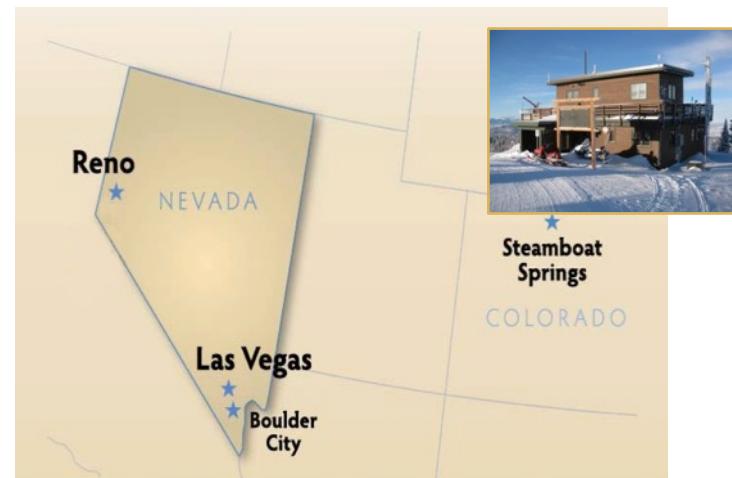 Reno
NEVADA
Steamboat
Springs
COLORADO
Las Vegas
Boulder
City